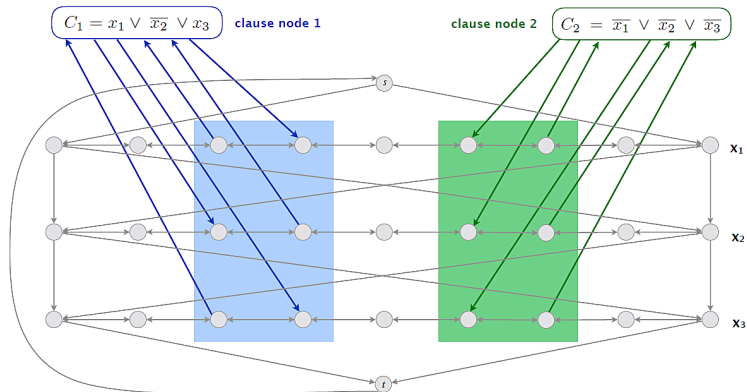 C₁ = x₁ ∨ x̅₂ ∨ x₃
clause node 1
clause node 2
C₂ = x̅₁ ∨ x̅₂ ∨ x̅₃
s
x₁
x₂
x₃
t